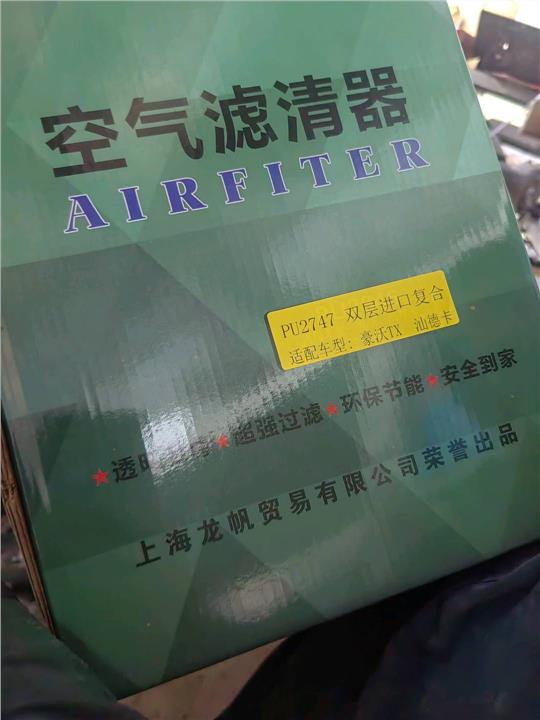 空气滤清器
AIRFITER
PU2747 双层进口复合
适配车型：豪沃TX 汕德卡
★透明 ★超强过滤★环保节能★安全到家
上海龙帆贸易有限公司荣誉出品